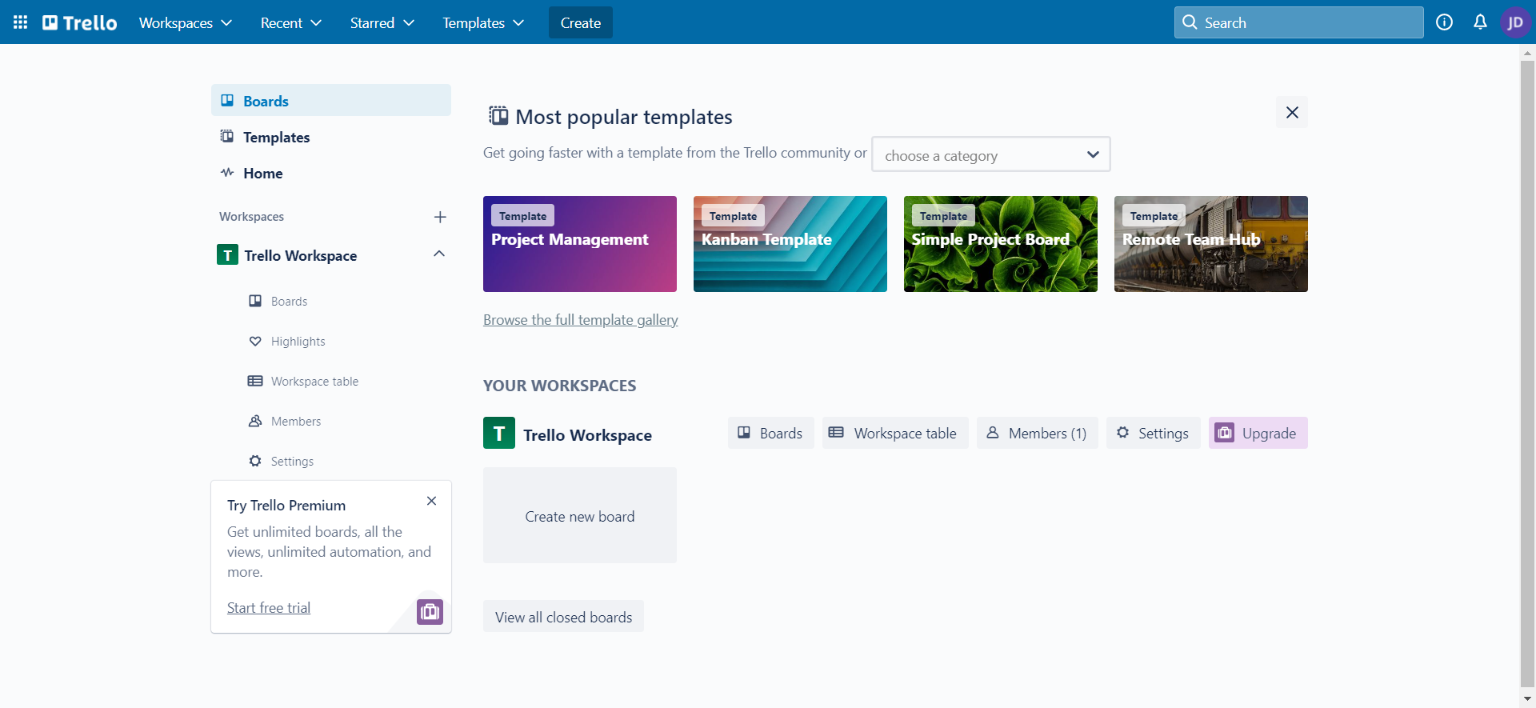 Trello
Workspaces
Recent
Starred
Templates
Create
Search
JD
Boards
Templates
Home
Workspaces
T Trello Workspace
Boards
Highlights
Workspace table
Members
Settings
Try Trello Premium
Get unlimited boards, all the
views, unlimited automation, and
more.
Start free trial
Most popular templates
Get going faster with a template from the Trello community or
choose a category
Template
Project Management
Template
Kanban Template
Template
Simple Project Board
Template
Remote Team Hub
Browse the full template gallery
YOUR WORKSPACES
T Trello Workspace
Boards
Workspace table
Members (1)
Settings
Upgrade
Create new board
View all closed boards